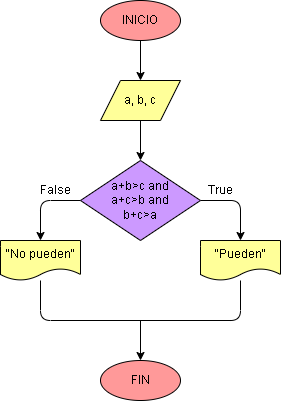 INICIO
a, b, c
a+b>c and
a+c>b and
b+c>a
False
True
"No pueden"
"Pueden"
FIN